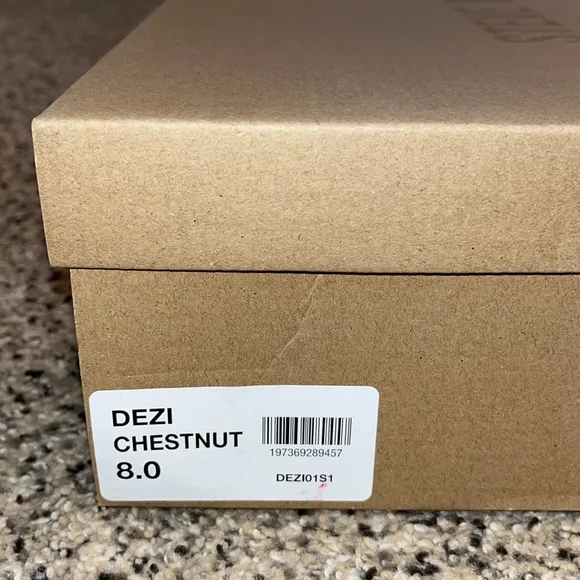 DEZI
CHESTNUT
8.0
197369289457
DEZI01S1